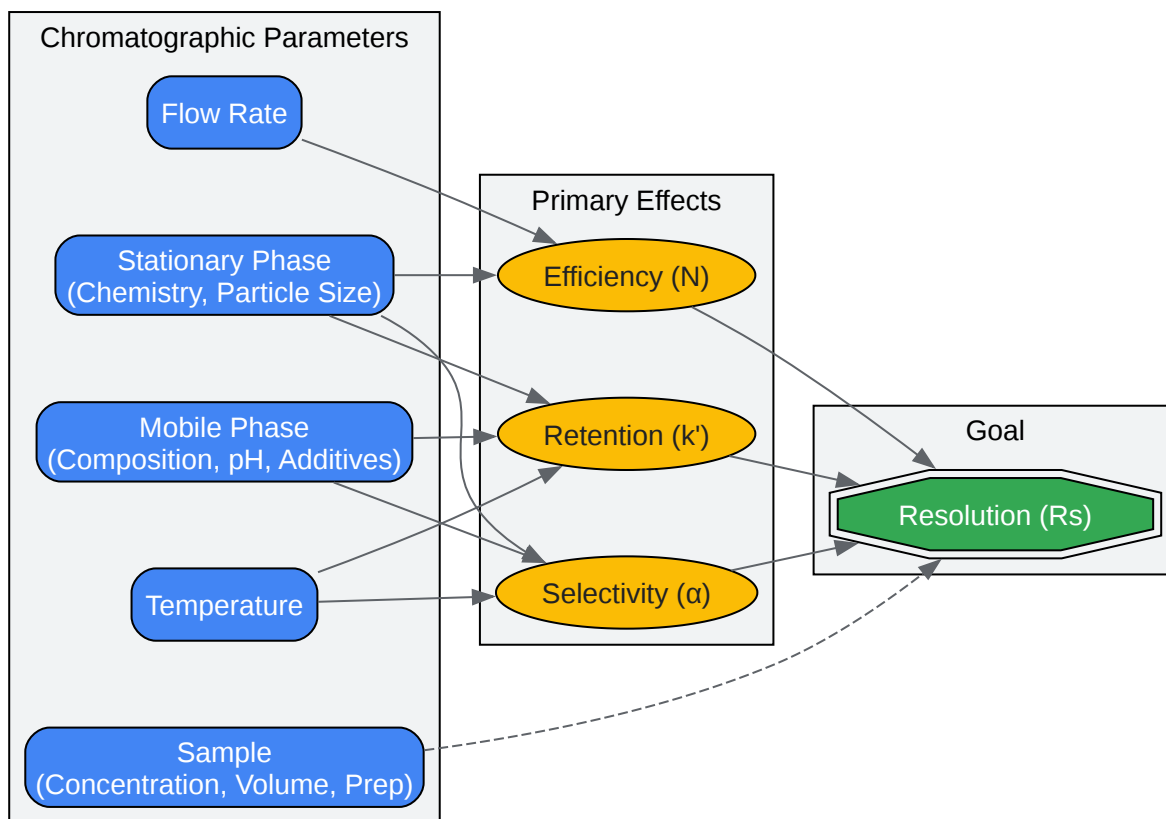 Chromatographic Parameters
Flow Rate
Stationary Phase
(Chemistry, Particle Size)
Mobile Phase
(Composition, pH, Additives)
Temperature
Sample
(Concentration, Volume, Prep)
Primary Effects
Efficiency (N)
Retention (k')
Selectivity (α)
Goal
Resolution (Rs)